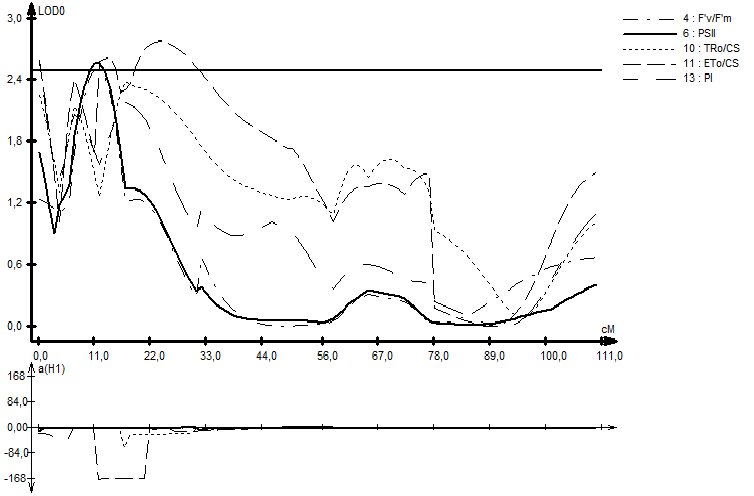 3,0 LOD0
4 : F'v/F'm
6 : PSII
10 : TRo/CS
11 : ETo/CS
13 : PI
2,4
1,8
1,2
0,6
0,0
cM
0,0 11,0 22,0 33,0 44,0 56,0 67,0 78,0 89,0 100,0 111,0
a(H1)
168
84,0
0,00
-84,0
-168